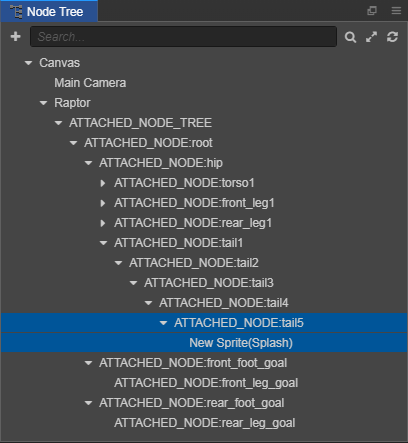 Node Tree
Search...
Canvas
Main Camera
Raptor
ATTACHED_NODE_TREE
ATTACHED_NODE:root
ATTACHED_NODE:hip
ATTACHED_NODE:torso1
ATTACHED_NODE:front_leg1
ATTACHED_NODE:rear_leg1
ATTACHED_NODE:tail1
ATTACHED_NODE:tail2
ATTACHED_NODE:tail3
ATTACHED_NODE:tail4
ATTACHED_NODE:tail5
New Sprite(Splash)
ATTACHED_NODE:front_foot_goal
ATTACHED_NODE:front_leg_goal
ATTACHED_NODE:rear_foot_goal
ATTACHED_NODE:rear_leg_goal